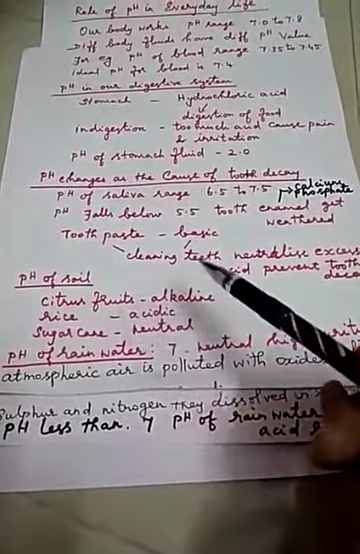 Role of pH in Everyday life
Our body works pH range 7.0 to 7.8
Diff body fluids have diff pH value
For eg pH of blood range 7.35 to 7.45
Ideal pH for blood is 7.4
pH in our digestive system
Stomach - Hydrochloric acid
digestion of food
indigestion - too much acid cause pain
& irritation
pH of stomach fluid - 2.0
pH changes as the Cause of tooth decay
pH of saliva range 6.5 to 7.5 → calcium phosphate
pH Falls below 5.5 tooth enamel get
weathered
Tooth paste - basic
cleaning teeth neutralise excess
acid prevent tooth
pH of soil
Citrus fruits - alkaline
rice - acidic
Sugarcane - neutral
pH of rain water: 7 neutral
atmospheric air is polluted with oxide
Sulphur and nitrogen they dissolved in
pH less than. 7 pH of rain water
acid